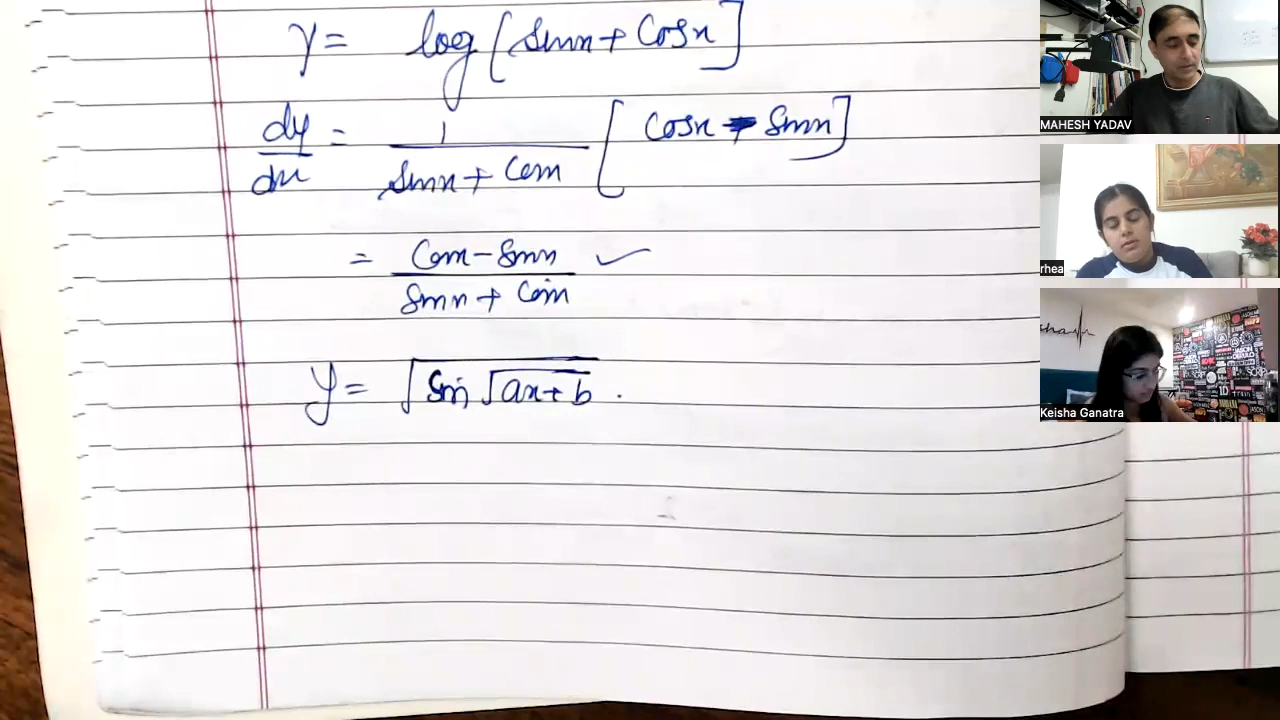 y = log [sinx + cosx]
dy/dx = 1/(sinx + cosx) [cosx - sinx]
= (cosx - sinx)/(sinx + cosx) ✓
y = √(sin √(ax+b)) .
MAHESH YADAV
rhea
Keisha Ganatra